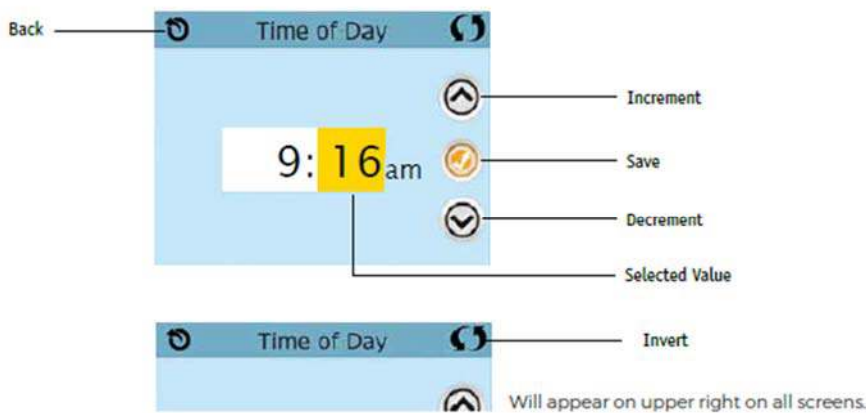 Back
Time of Day
Increment
9:16am
Save
Decrement
Selected Value
Time of Day
Invert
Will appear on upper right on all screens.